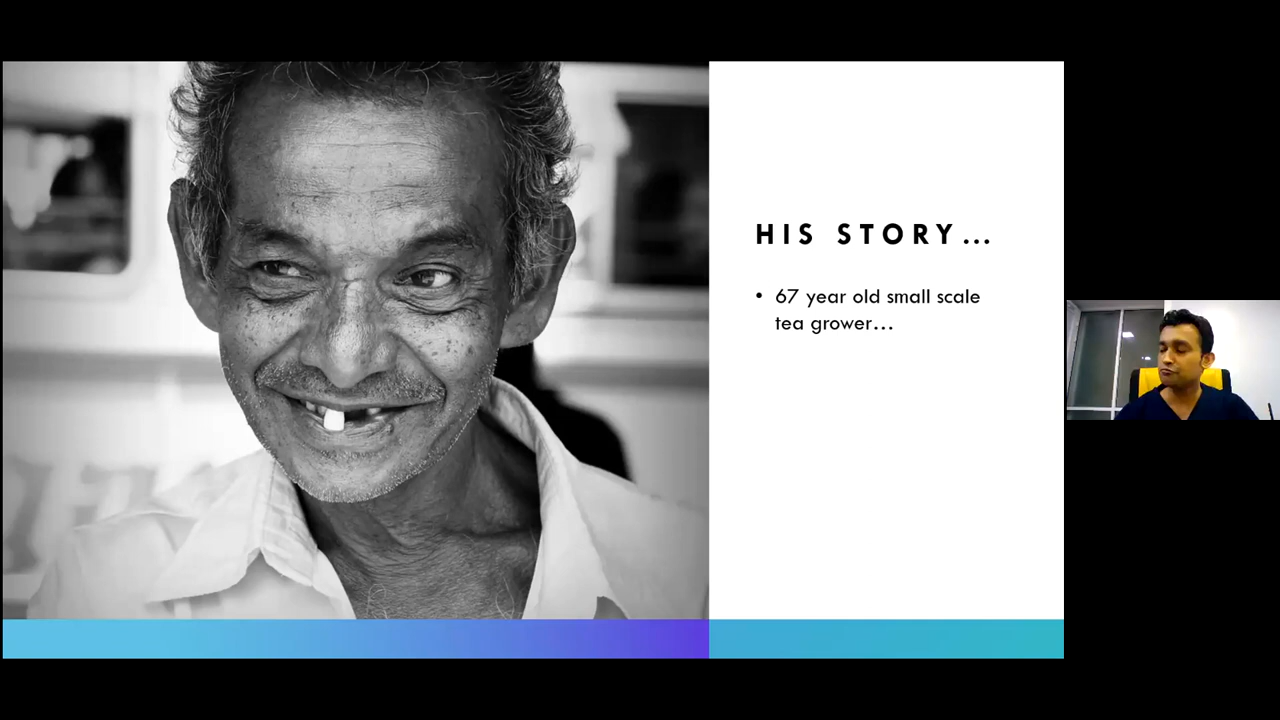 HIS STORY...
• 67 year old small scale
tea grower...